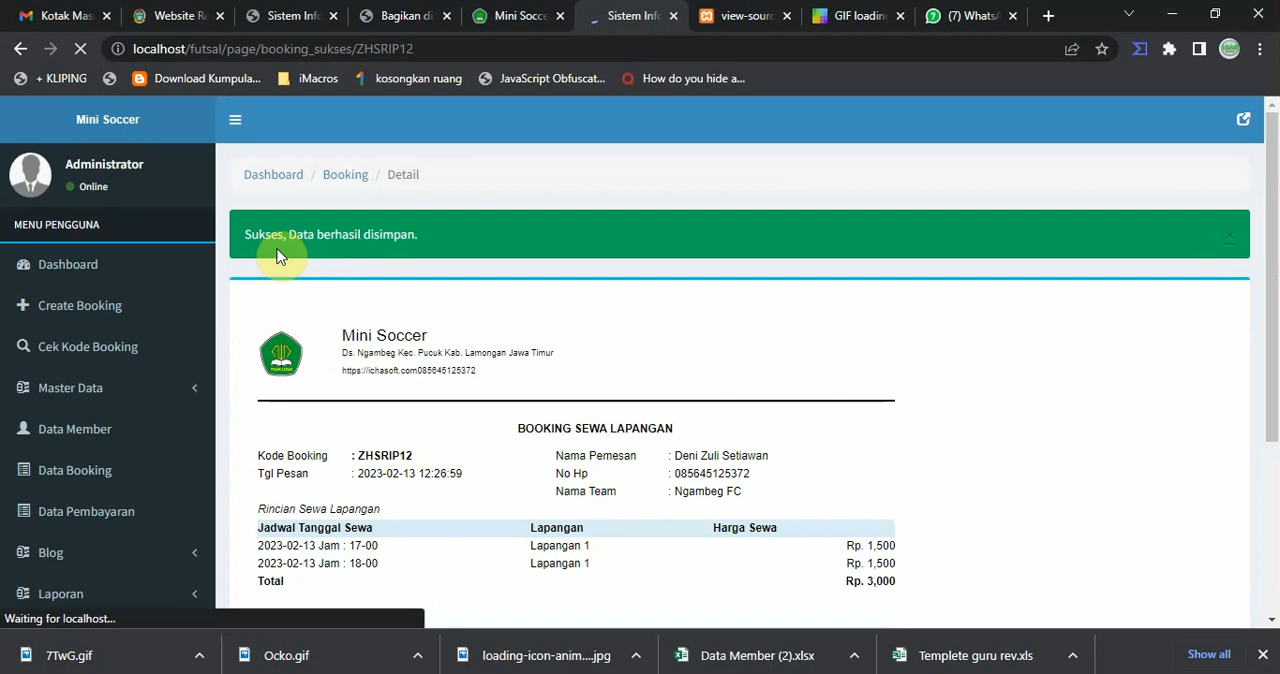 Kotak Mas
Website Re
Sistem Info
Bagikan di
Mini Socce
Sistem Info
view-sourc
GIF loading
(7) WhatsA
localhost/futsal/page/booking_sukses/ZHSRIP12
+ KLIPING
Download Kumpula...
iMacros
kosongkan ruang
JavaScript Obfuscat...
How do you hide a...
Mini Soccer
Administrator
Online
MENU PENGGUNA
Dashboard
Create Booking
Cek Kode Booking
Master Data
Data Member
Data Booking
Data Pembayaran
Blog
Laporan
Dashboard / Booking / Detail
Sukses, Data berhasil disimpan.
Mini Soccer
Ds. Ngambeg Kec. Pucuk Kab. Lamongan Jawa Timur
https://ichasoft.com085645125372
BOOKING SEWA LAPANGAN
Kode Booking : ZHSRIP12 Nama Pemesan : Deni Zuli Setiawan
Tgl Pesan : 2023-02-13 12:26:59 No Hp : 085645125372
Nama Team : Ngambeg FC
Rincian Sewa Lapangan
Jadwal Tanggal Sewa Lapangan Harga Sewa
2023-02-13 Jam : 17-00 Lapangan 1 Rp. 1,500
2023-02-13 Jam : 18-00 Lapangan 1 Rp. 1,500
Total Rp. 3,000
Waiting for localhost...
7TwG.gif
Ocko.gif
loading-icon-anim....jpg
Data Member (2).xlsx
Templete guru rev.xls
Show all